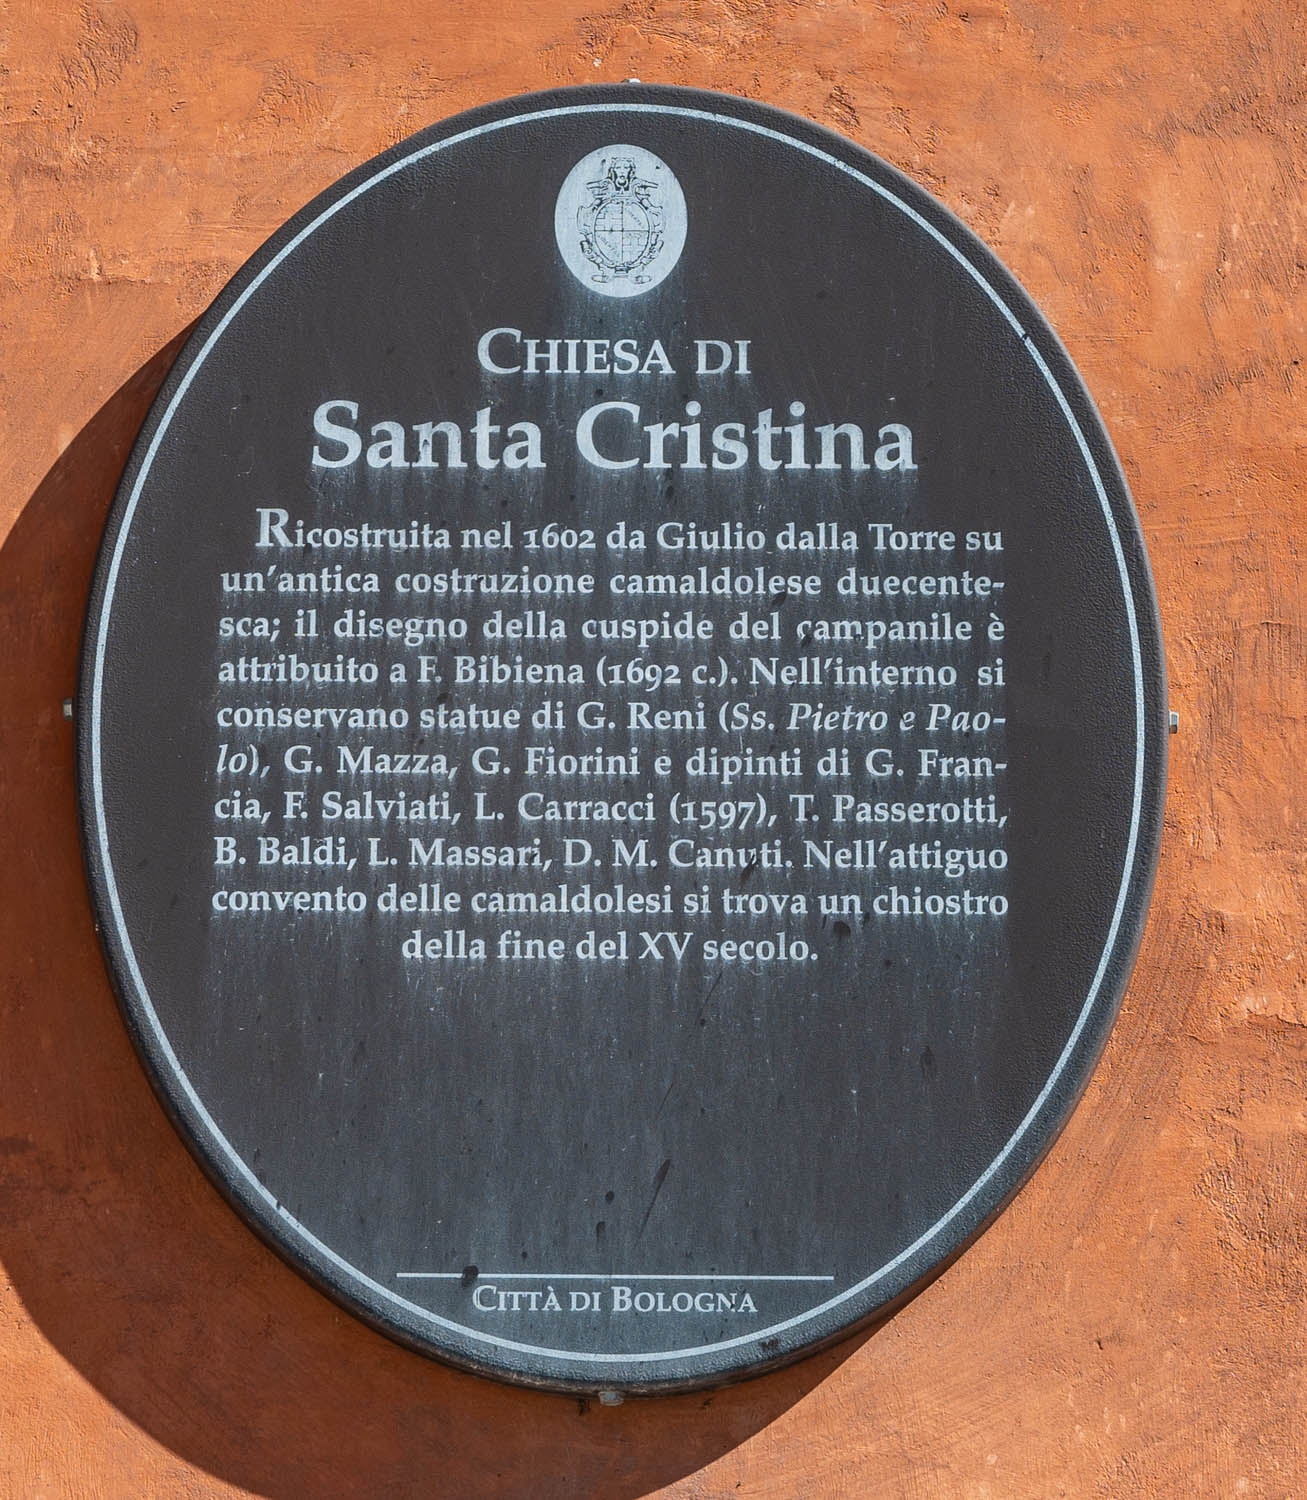 CHIESA DI
Santa Cristina
Ricostruita nel 1602 da Giulio dalla Torre su
un'antica costruzione camaldolese duecente-
sca; il disegno della cuspide del campanile è
attribuito a F. Bibiena (1692 c.). Nell'interno si
conservano statue di G. Reni (Ss. Pietro e Pao-
lo), G. Mazza, G. Fiorini e dipinti di G. Fran-
cia, F. Salviati, L. Carracci (1597), T. Passerotti,
B. Baldi, L. Massari, D. M. Canuti. Nell'attiguo
convento delle camaldolesi si trova un chiostro
della fine del XV secolo.
CITTÀ DI BOLOGNA